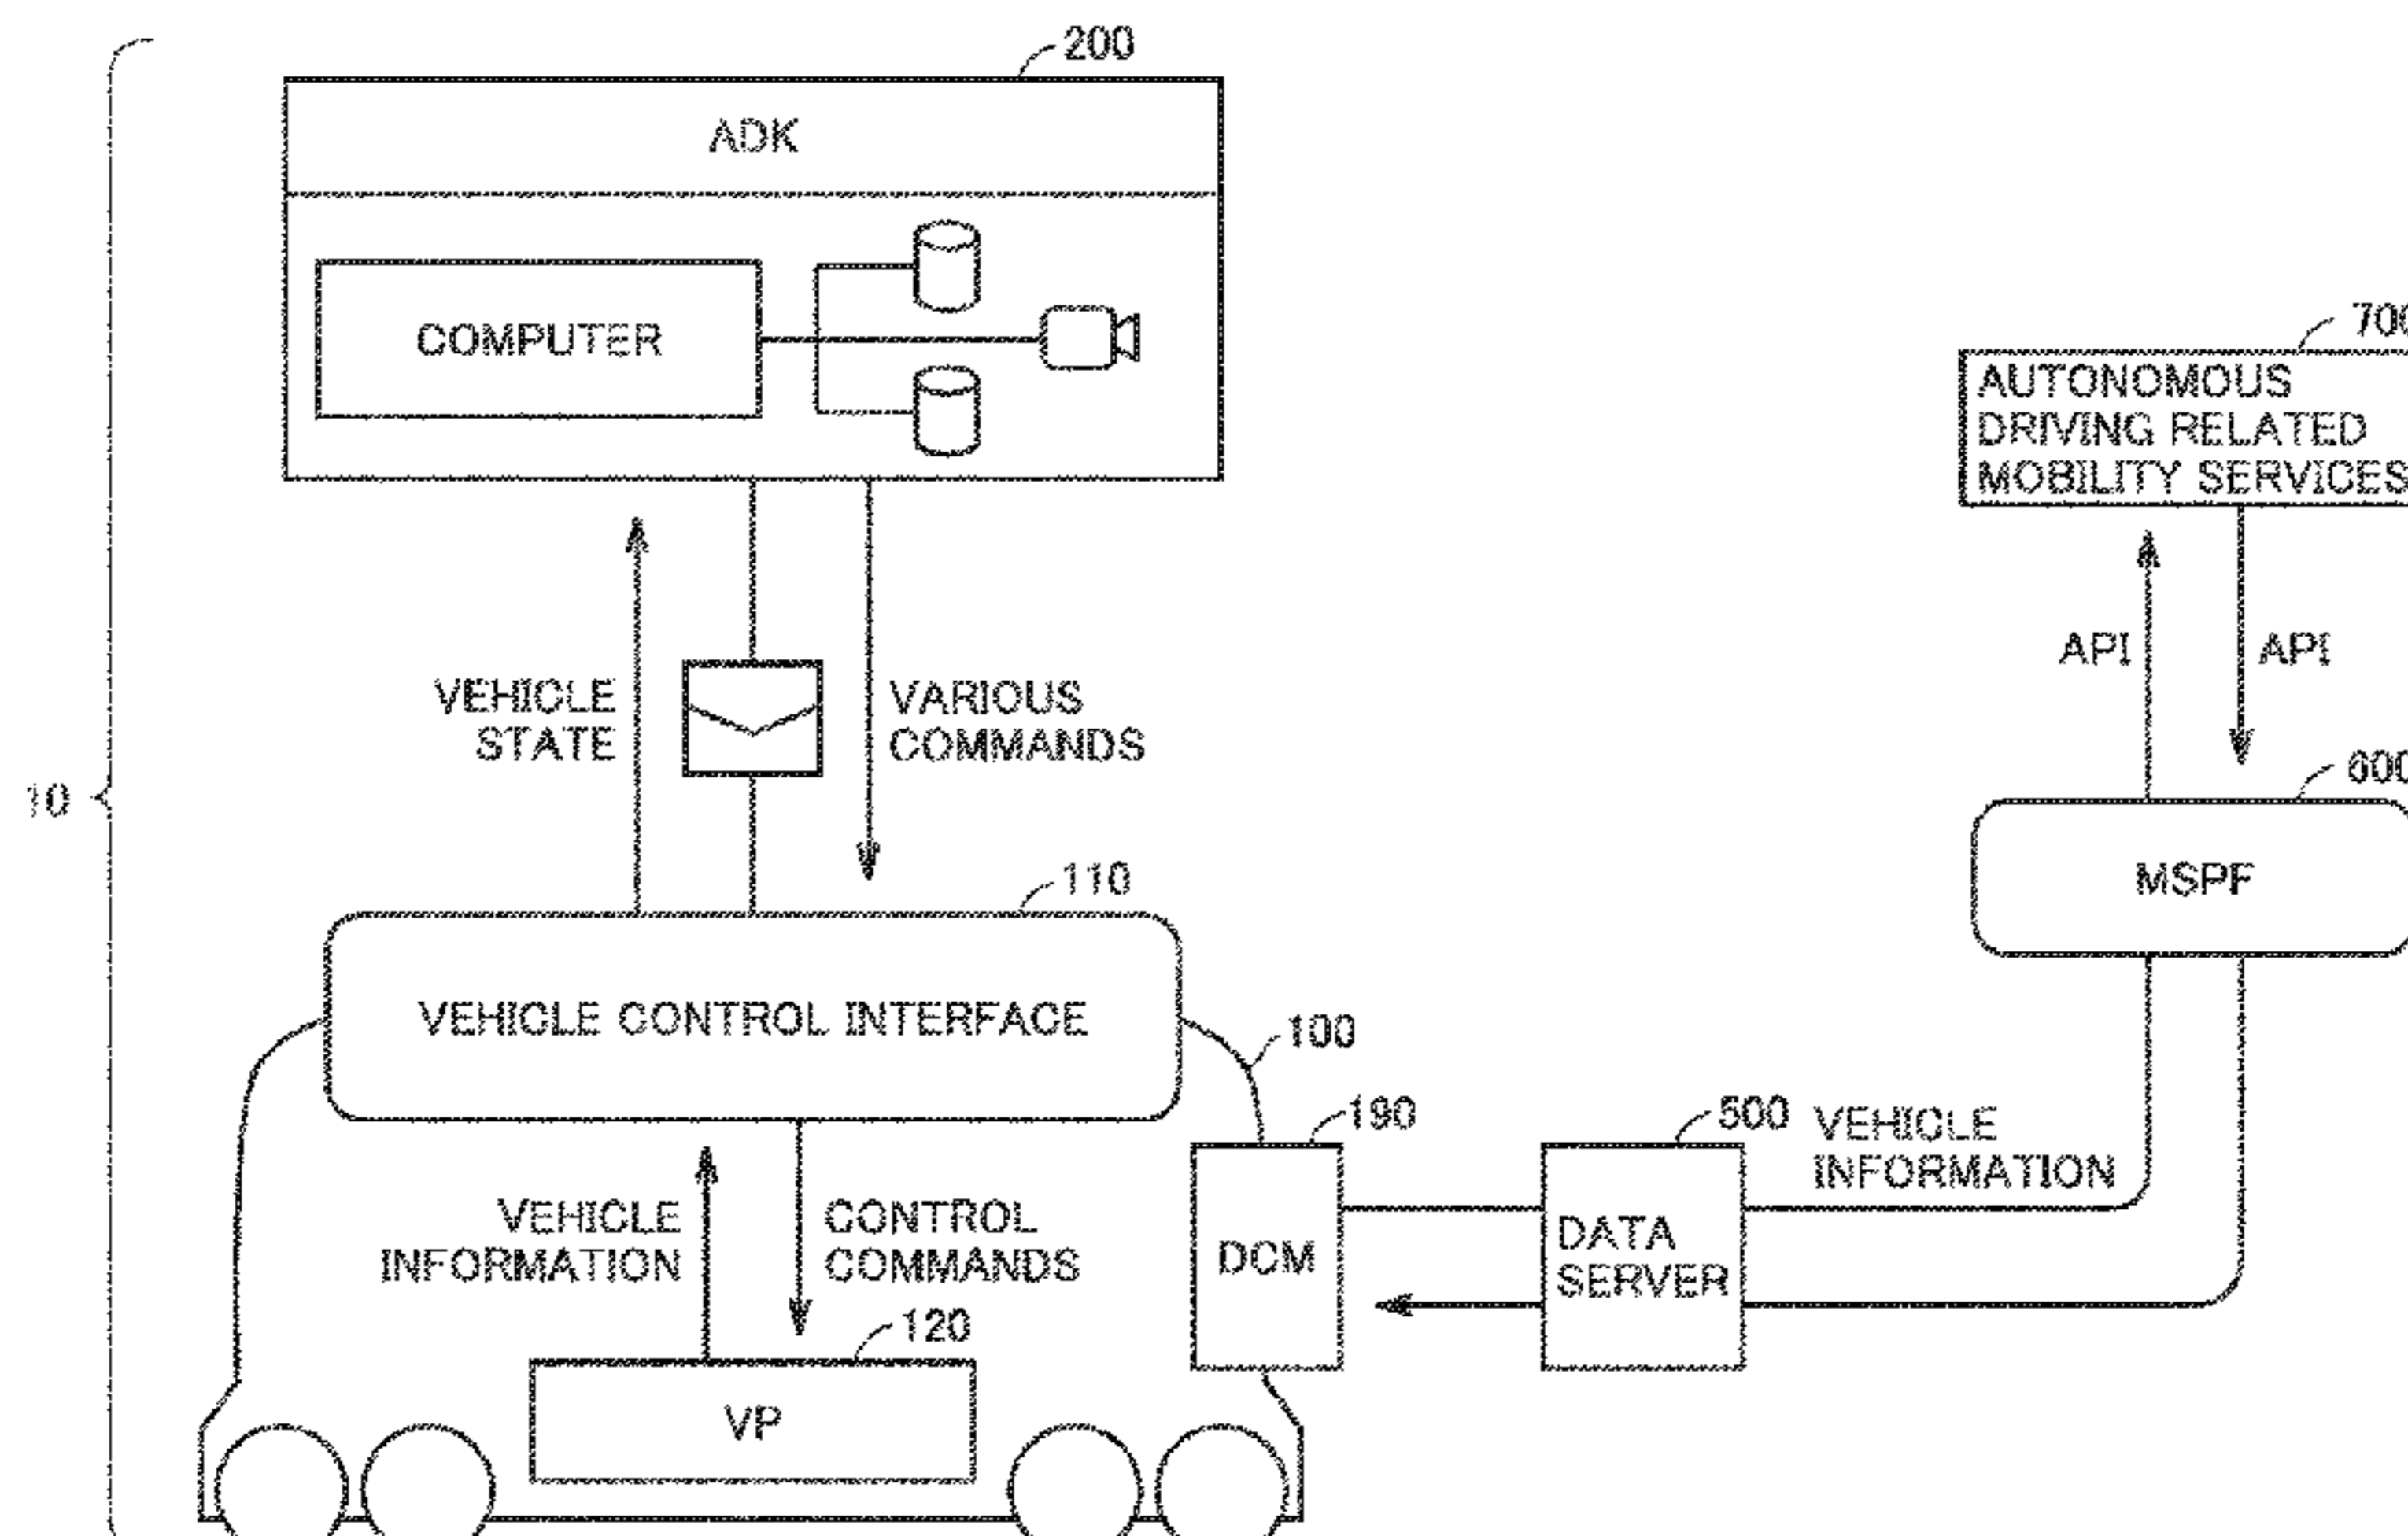 200
ADK
COMPUTER
700
AUTONOMOUS
DRIVING RELATED
MOBILITY SERVICES
API
API
VEHICLE
STATE
VARIOUS
COMMANDS
10
600
MSPF
110
VEHICLE CONTROL INTERFACE
100
190
500
VEHICLE
INFORMATION
VEHICLE
INFORMATION
CONTROL
COMMANDS
DCM
DATA
SERVER
120
VP